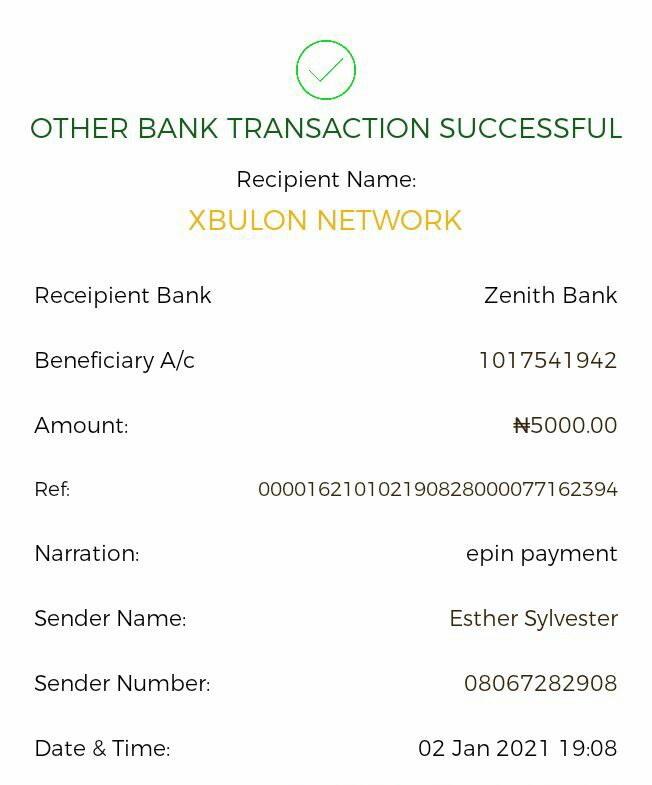 OTHER BANK TRANSACTION SUCCESSFUL
Recipient Name:
XBULON NETWORK
Receipient Bank Zenith Bank
Beneficiary A/c 1017541942
Amount: ₦5000.00
Ref: 000016210102190828000077162394
Narration: epin payment
Sender Name: Esther Sylvester
Sender Number: 08067282908
Date & Time: 02 Jan 2021 19:08